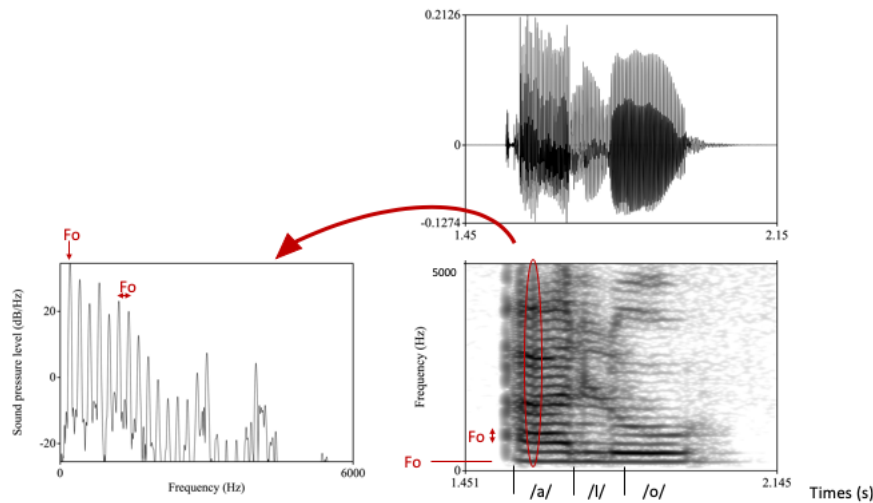 0.2126
0
-0.1274
1.45
2.15
Fo
Fo
20
0
-20
Sound pressure level (dB/Hz)
0
6000
Frequency (Hz)
5000
Frequency (Hz)
Fo
Fo
0
1.451
2.145
/a/ /l/ /o/
Times (s)